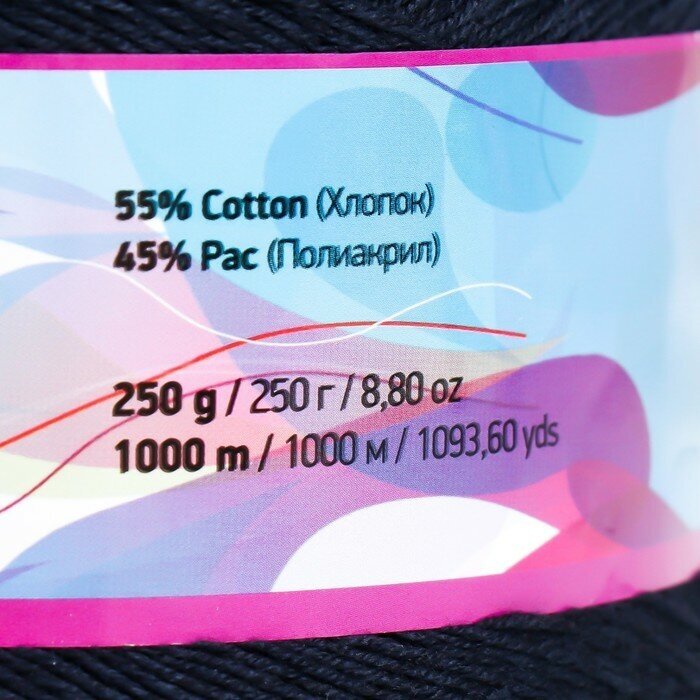 55% Cotton (Хлопок)
45% Pac (Полиакрил)
250 g / 250 г / 8,80 oz
1000 m / 1000 м / 1093,60 yds